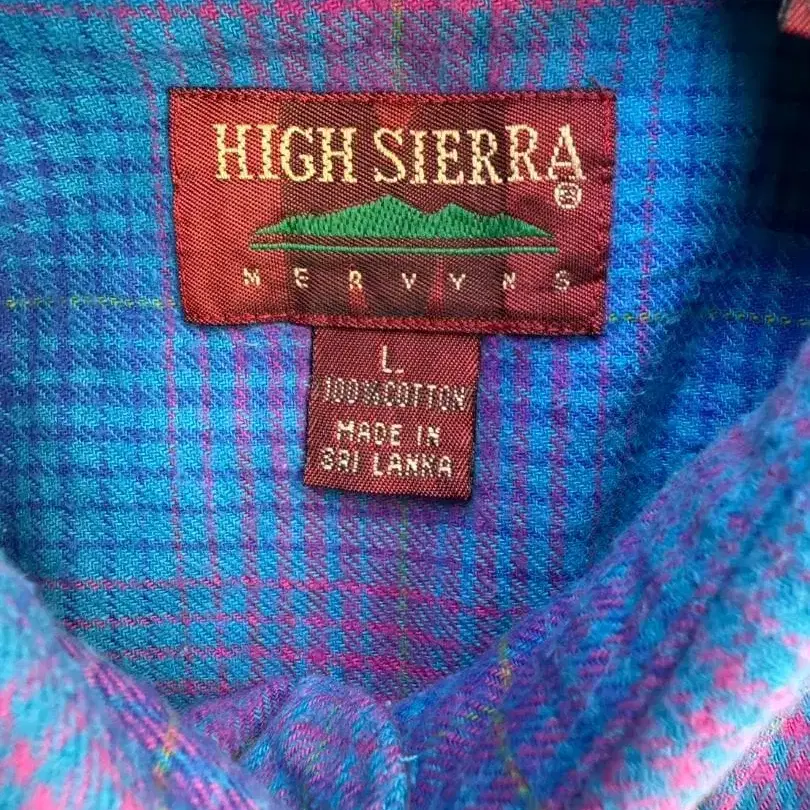 HIGH SIERRA
®
MERVYNS
L
100% COTTON
MADE IN
SRI LANKA